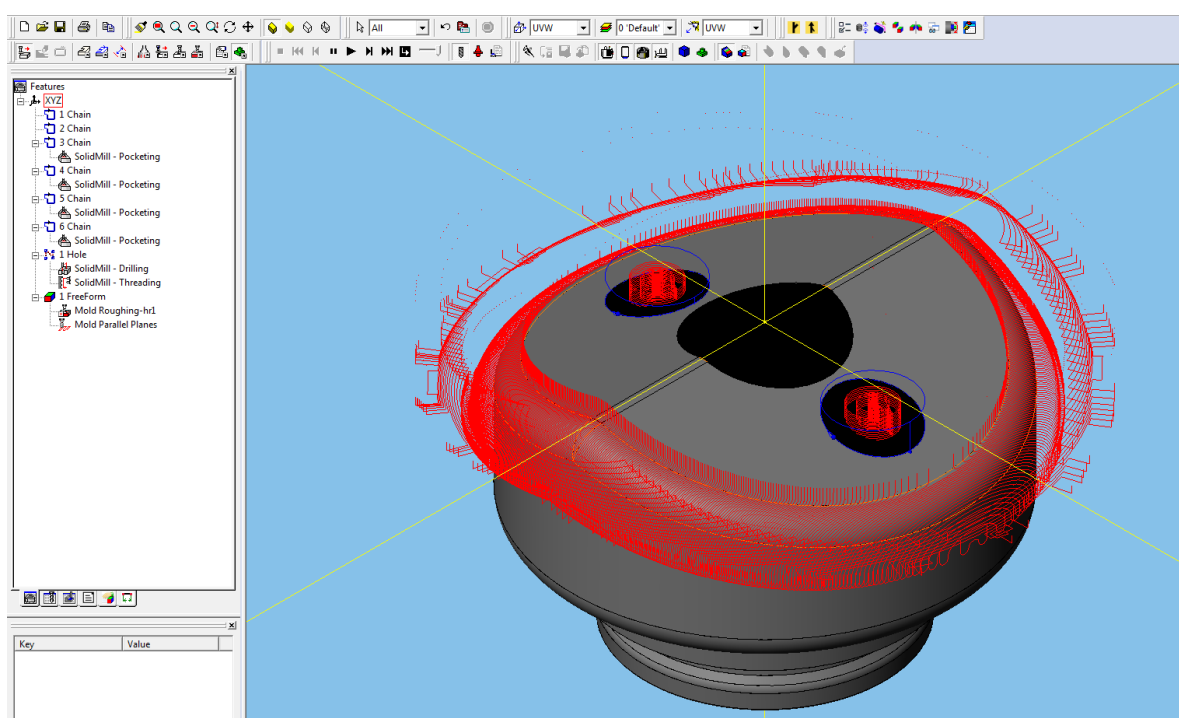 All
UVW
0 'Default'
UVW
Features
XYZ
1 Chain
2 Chain
3 Chain
SolidMill - Pocketing
4 Chain
SolidMill - Pocketing
5 Chain
SolidMill - Pocketing
6 Chain
SolidMill - Pocketing
1 Hole
SolidMill - Drilling
SolidMill - Threading
1 FreeForm
Mold Roughing-hr1
Mold Parallel Planes
Key Value